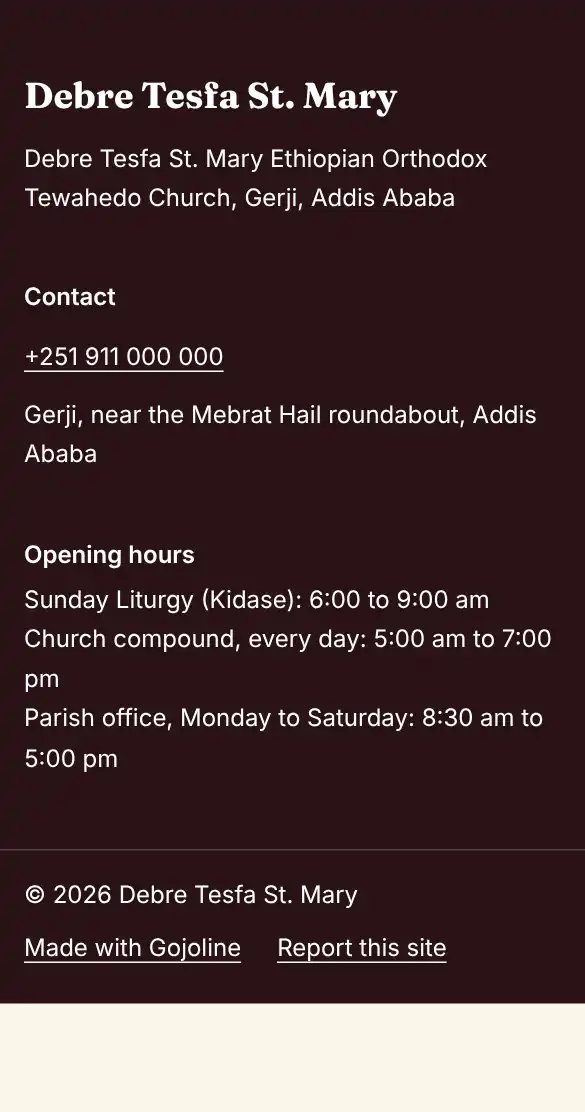 Debre Tesfa St. Mary
Debre Tesfa St. Mary Ethiopian Orthodox
Tewahedo Church, Gerji, Addis Ababa
Contact
+251 911 000 000
Gerji, near the Mebrat Hail roundabout, Addis
Ababa
Opening hours
Sunday Liturgy (Kidase): 6:00 to 9:00 am
Church compound, every day: 5:00 am to 7:00
pm
Parish office, Monday to Saturday: 8:30 am to
5:00 pm
© 2026 Debre Tesfa St. Mary
Made with Gojoline Report this site